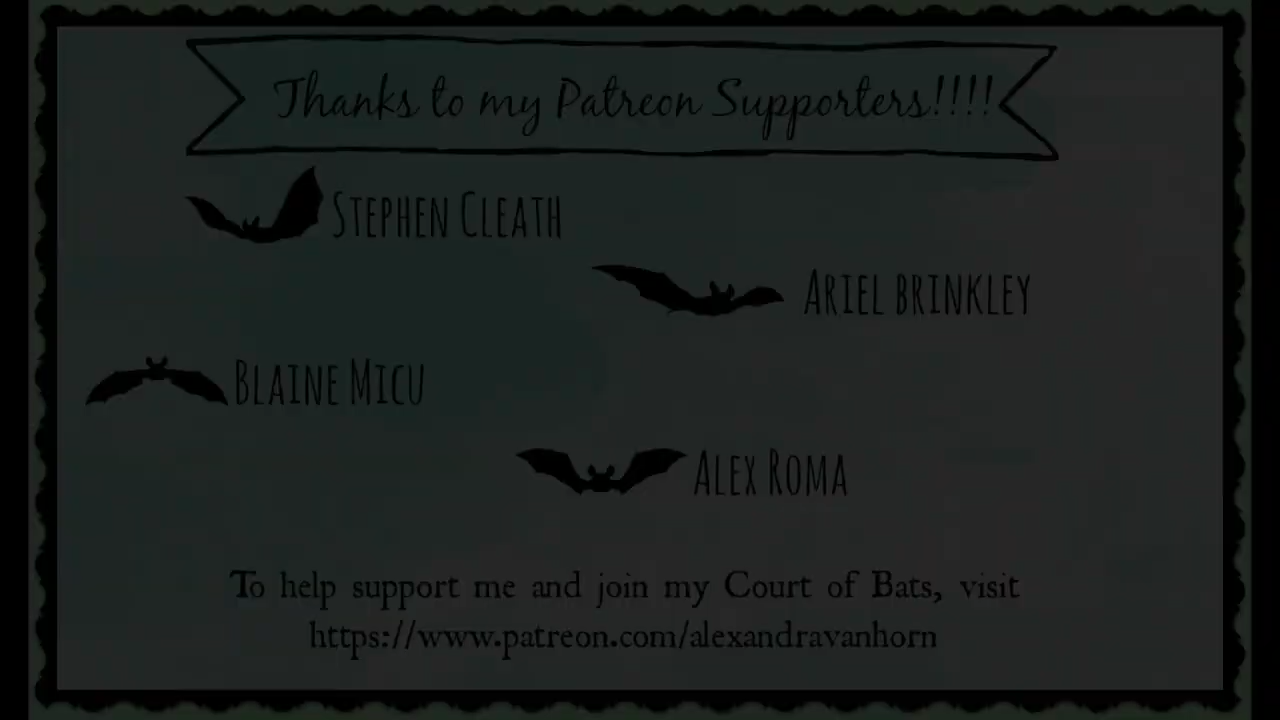 Thanks to my Patreon Supporters!!!!
Stephen Cleath
Ariel brinkley
Blaine Micu
Alex Roma
To help support me and join my Court of Bats, visit
https://www.patreon.com/alexandravanhorn